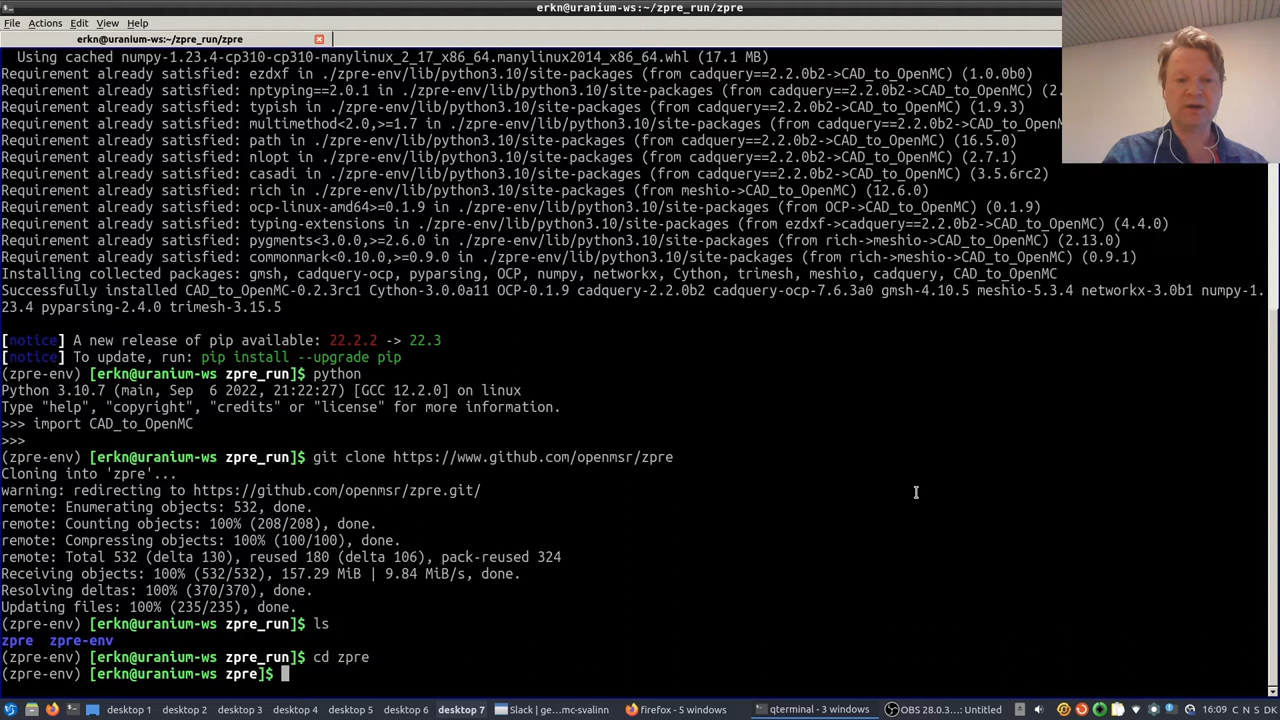 erkn@uranium-ws:~/zpre_run/zpre
File Actions Edit View Help
erkn@uranium-ws:~/zpre_run/zpre
Using cached numpy-1.23.4-cp310-cp310-manylinux_2_17_x86_64.manylinux2014_x86_64.whl (17.1 MB)
Requirement already satisfied: ezdxf in ./zpre-env/lib/python3.10/site-packages (from cadquery==2.2.0b2->CAD_to_OpenMC) (1.0.0b0)
Requirement already satisfied: nptyping==2.0.1 in ./zpre-env/lib/python3.10/site-packages (from cadquery==2.2.0b2->CAD_to_OpenMC) (2.
Requirement already satisfied: typish in ./zpre-env/lib/python3.10/site-packages (from cadquery==2.2.0b2->CAD_to_OpenMC) (1.9.3)
Requirement already satisfied: multimethod<2.0,>=1.7 in ./zpre-env/lib/python3.10/site-packages (from cadquery==2.2.0b2->CAD_to_OpenM
Requirement already satisfied: path in ./zpre-env/lib/python3.10/site-packages (from cadquery==2.2.0b2->CAD_to_OpenMC) (16.5.0)
Requirement already satisfied: nlopt in ./zpre-env/lib/python3.10/site-packages (from cadquery==2.2.0b2->CAD_to_OpenMC) (2.7.1)
Requirement already satisfied: casadi in ./zpre-env/lib/python3.10/site-packages (from cadquery==2.2.0b2->CAD_to_OpenMC) (3.5.6rc2)
Requirement already satisfied: rich in ./zpre-env/lib/python3.10/site-packages (from meshio->CAD_to_OpenMC) (12.6.0)
Requirement already satisfied: ocp-linux-amd64>=0.1.9 in ./zpre-env/lib/python3.10/site-packages (from OCP->CAD_to_OpenMC) (0.1.9)
Requirement already satisfied: typing-extensions in ./zpre-env/lib/python3.10/site-packages (from ezdxf->cadquery==2.2.0b2->CAD_to_OpenMC) (4.4.0)
Requirement already satisfied: pygments<3.0.0,>=2.6.0 in ./zpre-env/lib/python3.10/site-packages (from rich->meshio->CAD_to_OpenMC) (2.13.0)
Requirement already satisfied: commonmark<0.10.0,>=0.9.0 in ./zpre-env/lib/python3.10/site-packages (from rich->meshio->CAD_to_OpenMC) (0.9.1)
Installing collected packages: gmsh, cadquery-ocp, pyparsing, OCP, numpy, networkx, Cython, trimesh, meshio, cadquery, CAD_to_OpenMC
Successfully installed CAD_to_OpenMC-0.2.3rc1 Cython-3.0.0a11 OCP-0.1.9 cadquery-2.2.0b2 cadquery-ocp-7.6.3a0 gmsh-4.10.5 meshio-5.3.4 networkx-3.0b1 numpy-1.
23.4 pyparsing-2.4.0 trimesh-3.15.5
[notice] A new release of pip available: 22.2.2 -> 22.3
[notice] To update, run: pip install --upgrade pip
(zpre-env) [erkn@uranium-ws zpre_run]$ python
Python 3.10.7 (main, Sep  6 2022, 21:22:27) [GCC 12.2.0] on linux
Type "help", "copyright", "credits" or "license" for more information.
>>> import CAD_to_OpenMC
>>>
(zpre-env) [erkn@uranium-ws zpre_run]$ git clone https://www.github.com/openmsr/zpre
Cloning into 'zpre'...
warning: redirecting to https://github.com/openmsr/zpre.git/
remote: Enumerating objects: 532, done.
remote: Counting objects: 100% (208/208), done.
remote: Compressing objects: 100% (100/100), done.
remote: Total 532 (delta 130), reused 180 (delta 106), pack-reused 324
Receiving objects: 100% (532/532), 157.29 MiB | 9.84 MiB/s, done.
Resolving deltas: 100% (370/370), done.
Updating files: 100% (235/235), done.
(zpre-env) [erkn@uranium-ws zpre_run]$ ls
zpre  zpre-env
(zpre-env) [erkn@uranium-ws zpre_run]$ cd zpre
(zpre-env) [erkn@uranium-ws zpre]$
desktop 1 desktop 2 desktop 3 desktop 4 desktop 5 desktop 6 desktop 7 Slack | ge...mc-svalinn firefox - 5 windows qterminal - 3 windows OBS 28.0.3...: Untitled 16:09 C N S DK